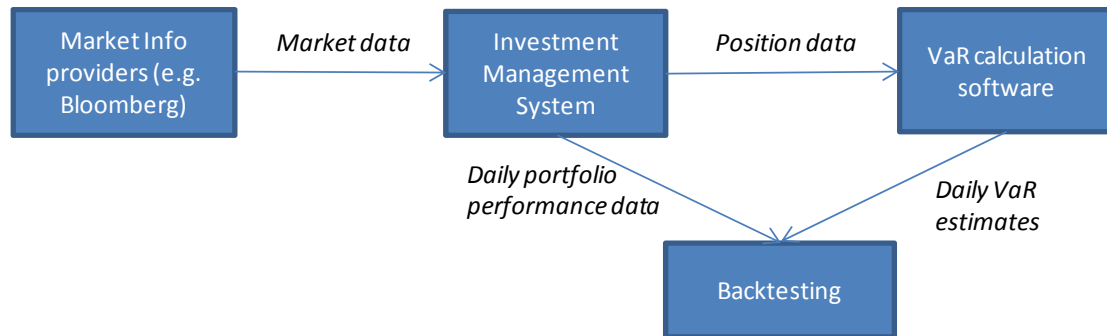 Market Info
providers (e.g.
Bloomberg)
Market data
Investment
Management
System
Position data
VaR calculation
software
Daily portfolio
performance data
Daily VaR
estimates
Backtesting